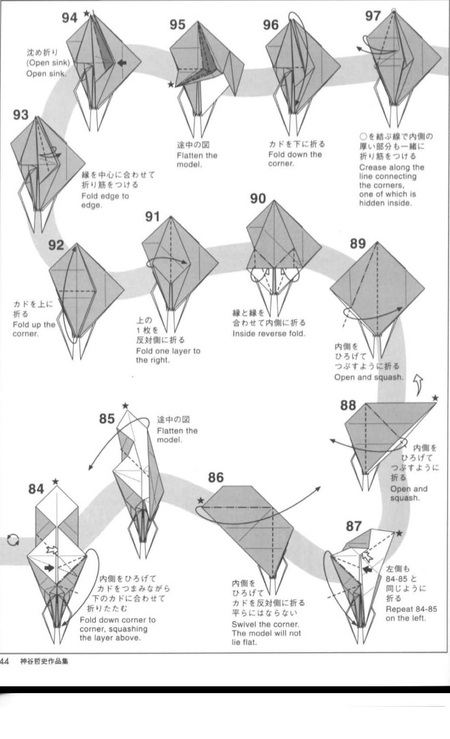 94
沈め折り
(Open sink)
Open sink.
95
途中の図
Flatten the
model.
96
カドを下に折る
Fold down the
corner.
97
○を結ぶ線で内側の
厚い部分も一緒に
折り筋をつける
Crease along the
line connecting
the corners,
one of which is
hidden inside.
93
縁を中心に合わせて
折り筋をつける
Fold edge to
edge.
92
カドを上に
折る
Fold up the
corner.
91
上の
1枚を
反対側に折る
Fold one layer to
the right.
90
縁と縁を
合わせて内側に折る
Inside reverse fold.
89
内側を
ひろげて
つぶすように折る
Open and squash.
88
内側を
ひろげて
つぶすように
折る
Open and
squash.
84
内側をひろげて
カドをつまみながら
下のカドに合わせて
折りたたむ
Fold down corner to
corner, squashing
the layer above.
85
途中の図
Flatten the
model.
86
内側を
ひろげて
カドを反対側に折る
平らにはならない
Swivel the corner.
The model will not
lie flat.
87
左側も
84-85 と
同じように
折る
Repeat 84-85
on the left.
44 神谷哲史作品集